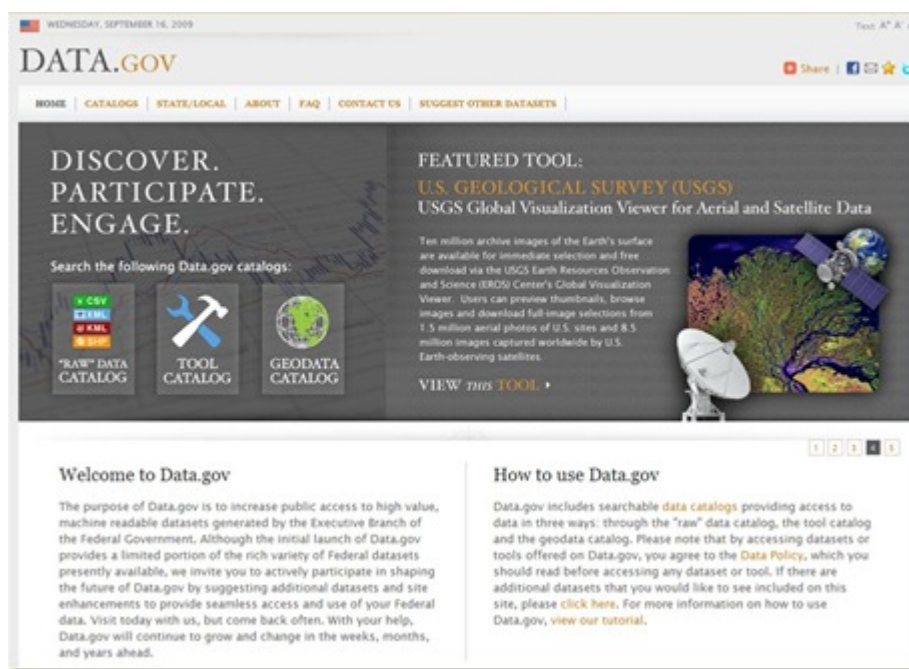 WEDNESDAY, SEPTEMBER 16, 2009
Text: A+ A-
DATA.GOV
Share |
HOME | CATALOGS | STATE/LOCAL | ABOUT | FAQ | CONTACT US | SUGGEST OTHER DATASETS |
DISCOVER.
PARTICIPATE.
ENGAGE.
Search the following Data.gov catalogs:
CSV
XML
KML
SHP
"RAW" DATA
CATALOG
TOOL
CATALOG
GEODATA
CATALOG
FEATURED TOOL:
U.S. GEOLOGICAL SURVEY (USGS)
USGS Global Visualization Viewer for Aerial and Satellite Data
Ten million archive images of the Earth's surface
are available for immediate selection and free
download via the USGS Earth Resources Observation
and Science (EROS) Center's Global Visualization
Viewer. Users can preview thumbnails, browse
images and download full-image selections from
1.5 million aerial photos of U.S. sites and 8.5
million images captured worldwide by U.S.
Earth-observing satellites.
VIEW THIS TOOL
1 2 3 4 5
Welcome to Data.gov
The purpose of Data.gov is to increase public access to high value,
machine readable datasets generated by the Executive Branch of
the Federal Government. Although the initial launch of Data.gov
provides a limited portion of the rich variety of Federal datasets
presently available, we invite you to actively participate in shaping
the future of Data.gov by suggesting additional datasets and site
enhancements to provide seamless access and use of your Federal
data. Visit today with us, but come back often. With your help,
Data.gov will continue to grow and change in the weeks, months,
and years ahead.
How to use Data.gov
Data.gov includes searchable data catalogs providing access to
data in three ways: through the "raw" data catalog, the tool catalog
and the geodata catalog. Please note that by accessing datasets or
tools offered on Data.gov, you agree to the Data Policy, which you
should read before accessing any dataset or tool. If there are
additional datasets that you would like to see included on this
site, please click here. For more information on how to use
Data.gov, view our tutorial.